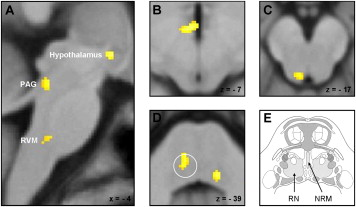 A
Hypothalamus
PAG
RVM
x = - 4
B
z = - 7
C
z = - 17
D
z = - 39
E
RN
NRM